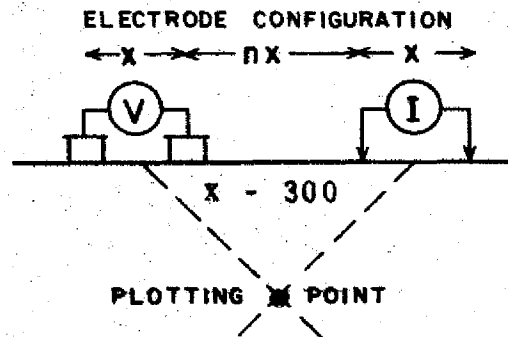 ELECTRODE CONFIGURATION
X nX X
V I
X - 300
PLOTTING POINT